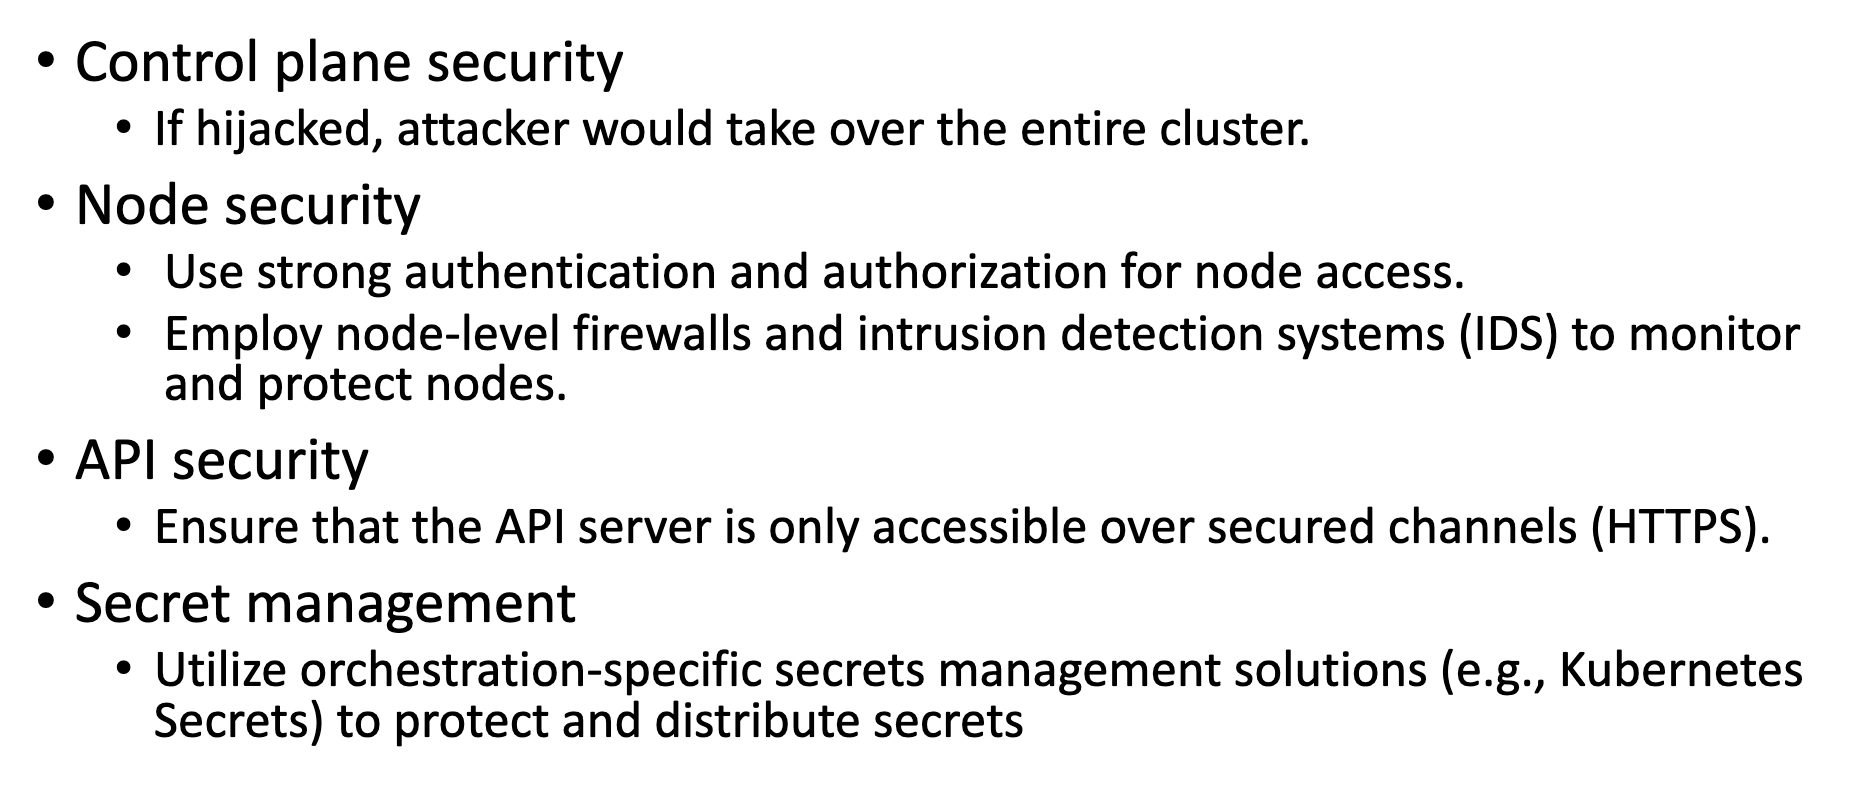 • Control plane security
• If hijacked, attacker would take over the entire cluster.
• Node security
• Use strong authentication and authorization for node access.
• Employ node-level firewalls and intrusion detection systems (IDS) to monitor
and protect nodes.
• API security
• Ensure that the API server is only accessible over secured channels (HTTPS).
• Secret management
• Utilize orchestration-specific secrets management solutions (e.g., Kubernetes
Secrets) to protect and distribute secrets